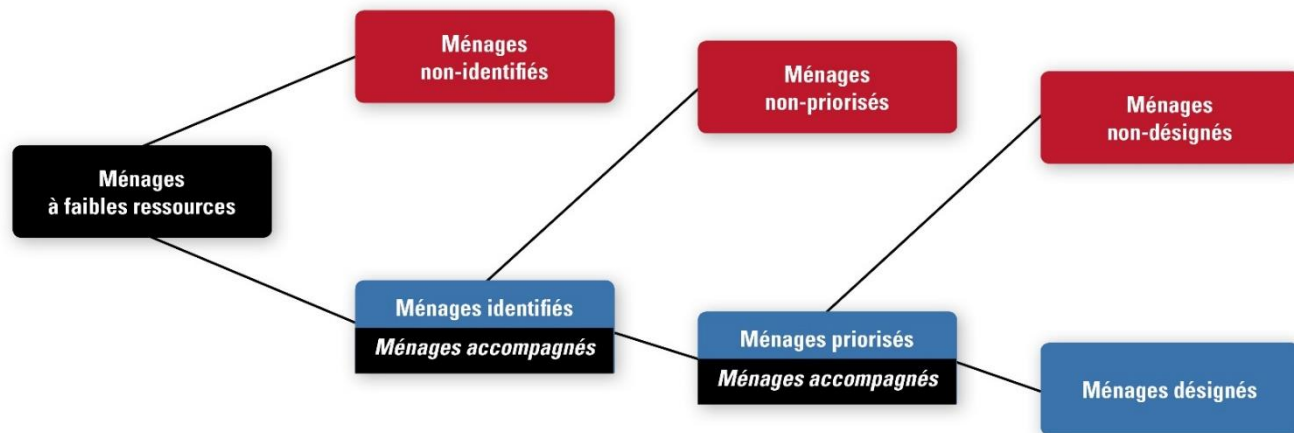 Ménages
non-identifiés
Ménages
non-priorisés
Ménages
non-désignés
Ménages
à faibles ressources
Ménages identifiés
Ménages accompagnés
Ménages priorisés
Ménages accompagnés
Ménages désignés